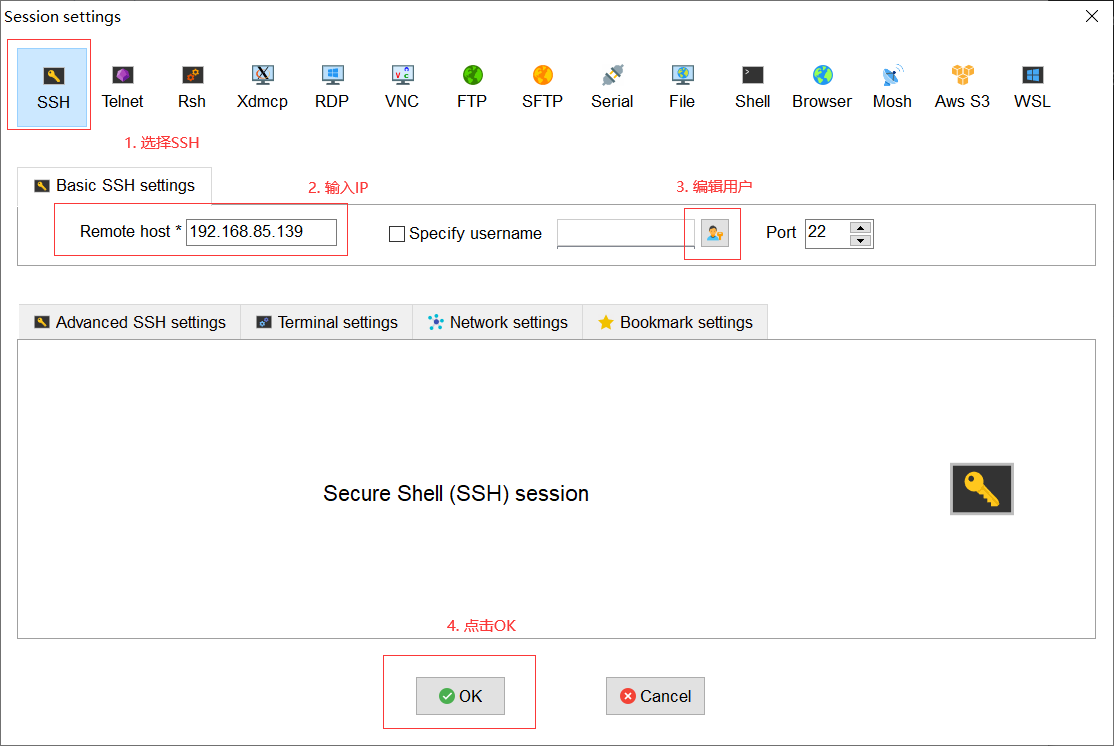 Session settings
SSH Telnet Rsh Xdmcp RDP VNC FTP SFTP Serial File Shell Browser Mosh Aws S3 WSL
1. 选择SSH
Basic SSH settings
2. 输入IP
3. 编辑用户
Remote host * 192.168.85.139 Specify username Port 22
Advanced SSH settings Terminal settings Network settings Bookmark settings
Secure Shell (SSH) session
4. 点击OK
OK Cancel